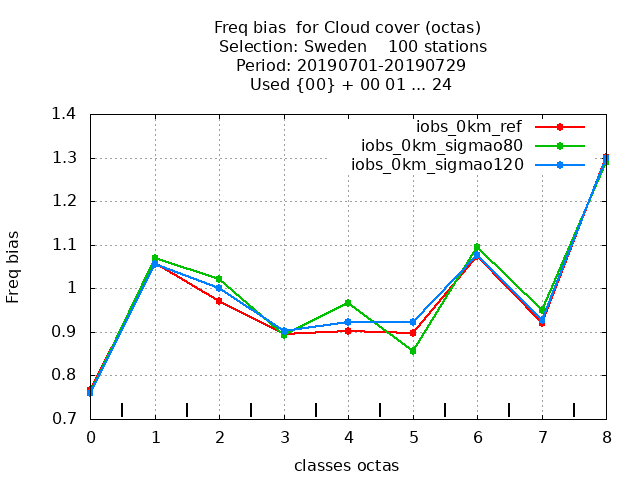 Freq bias  for Cloud cover (octas)
Selection: Sweden    100 stations
Period: 20190701-20190729
Used {00} + 00 01 ... 24
iobs_0km_ref
iobs_0km_sigmao80
iobs_0km_sigmao120
Freq bias
1.4
1.3
1.2
1.1
1
0.9
0.8
0.7
0 1 2 3 4 5 6 7 8
classes octas